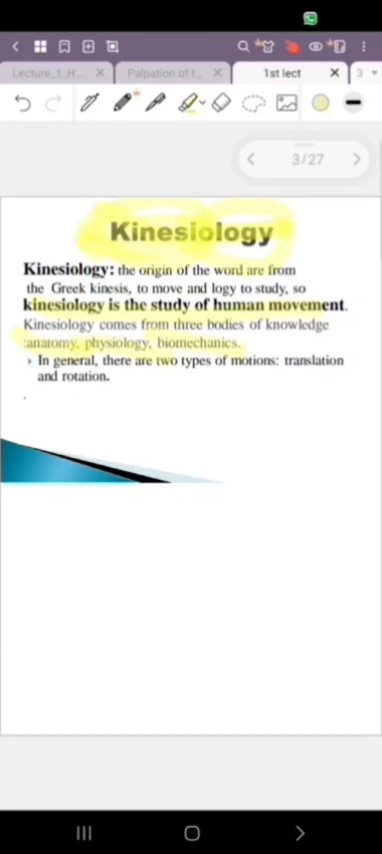 Lecture_1_H...
Palpation of t...
1st lect
3
3/27
Kinesiology
Kinesiology: the origin of the word are from
the Greek kinesis, to move and logy to study, so
kinesiology is the study of human movement.
Kinesiology comes from three bodies of knowledge
:anatomy, physiology, biomechanics.
In general, there are two types of motions: translation
and rotation.
.